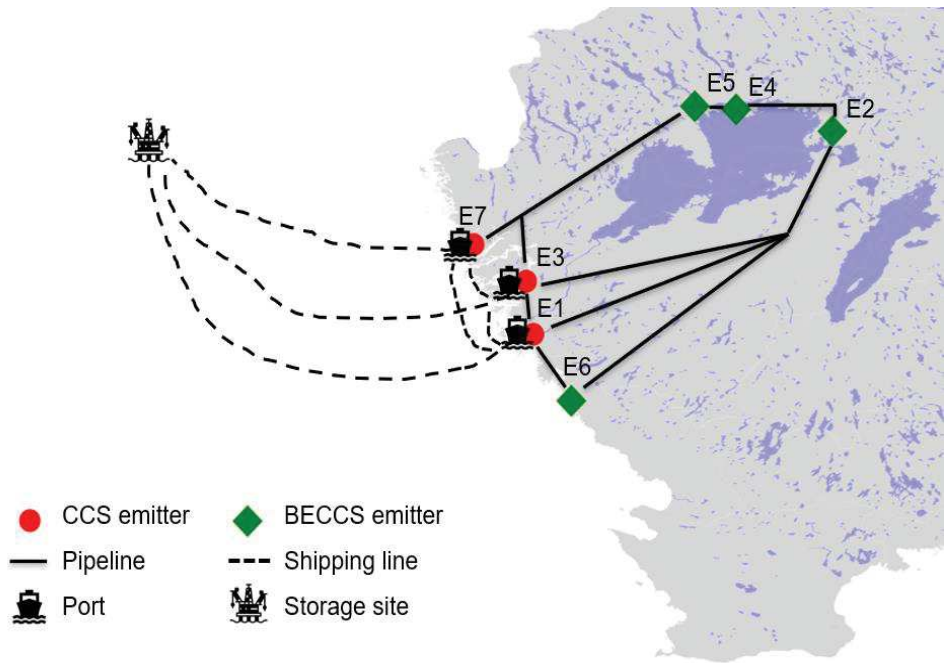 E5
E4
E2
E7
E3
E1
E6
CCS emitter
BECCS emitter
Pipeline
Shipping line
Port
Storage site